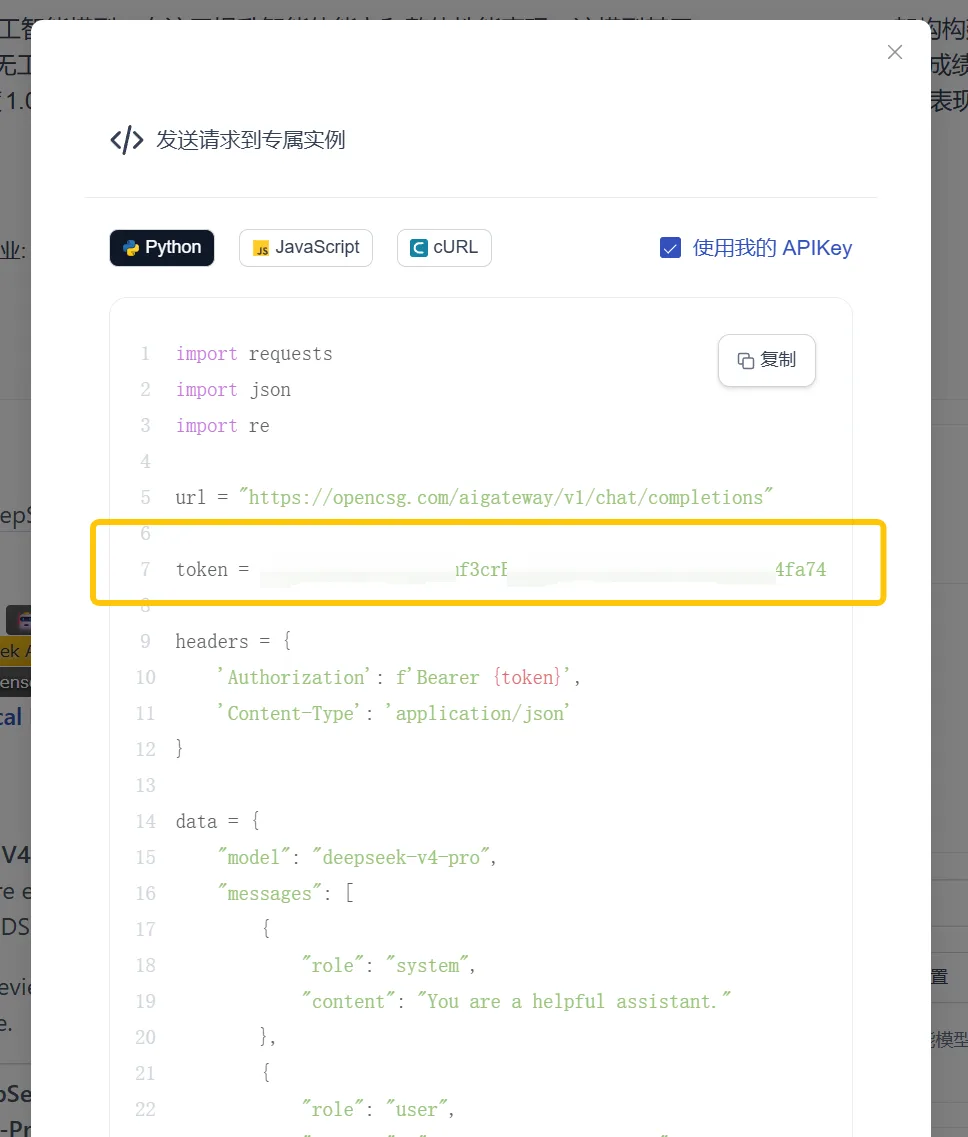 发送请求到专属实例
Python
JavaScript
cURL
使用我的 APIKey
复制
1 import requests
2 import json
3 import re
4
5 url = "https://opencsg.com/aigateway/v1/chat/completions"
6
7 token = 4fa74
8
9 headers = {
10 'Authorization': f'Bearer {token}',
11 'Content-Type': 'application/json'
12 }
13
14 data = {
15 "model": "deepseek-v4-pro",
16 "messages": [
17 {
18 "role": "system",
19 "content": "You are a helpful assistant."
20 },
21 {
22 "role": "user",